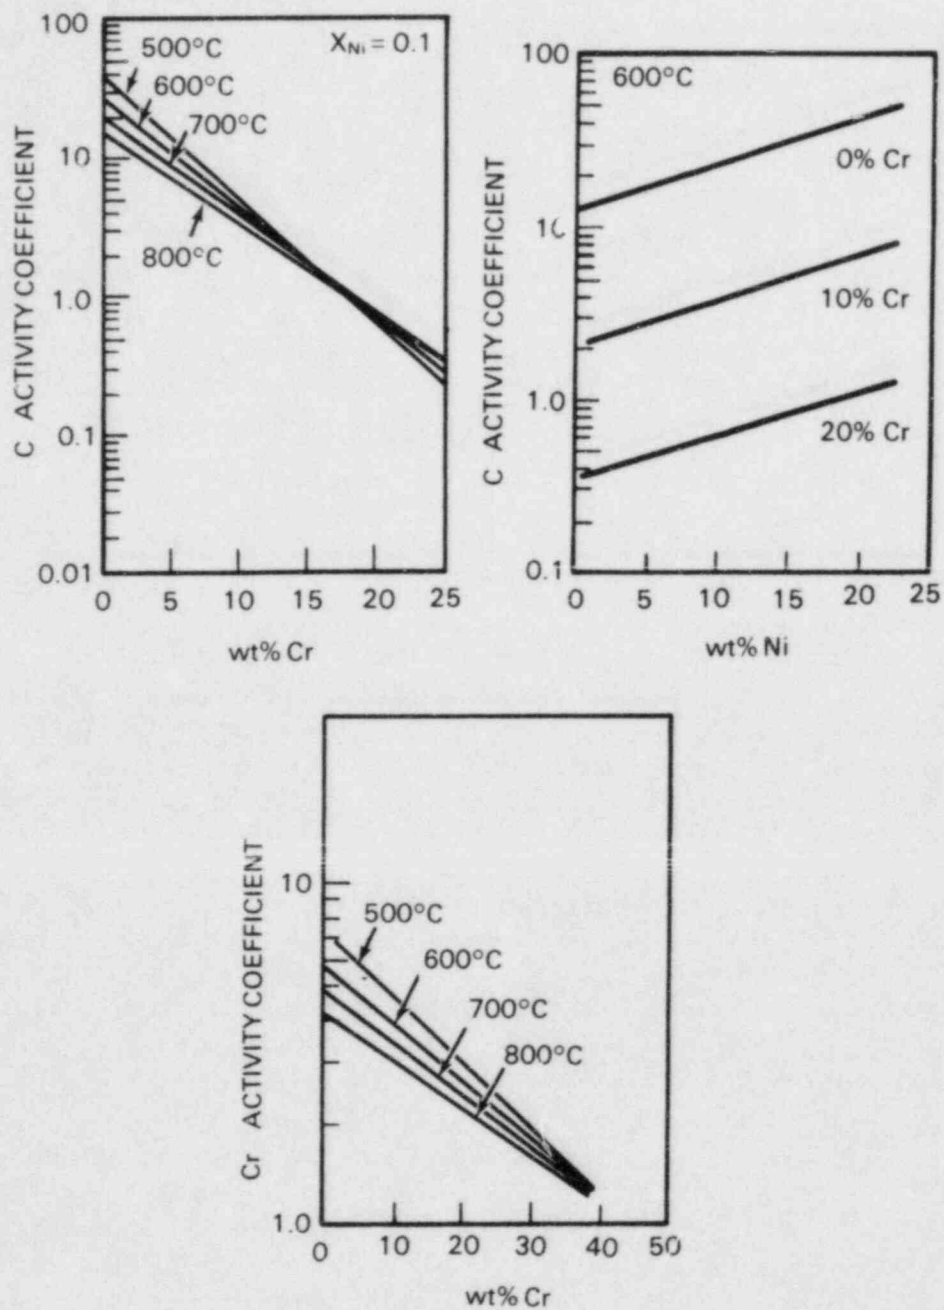 100
10
1.0
0.1
0.01
C ACTIVITY COEFFICIENT
500°C
600°C
700°C
800°C
X_Ni = 0.1
0 5 10 15 20 25
wt% Cr
100
10
1.0
0.1
C ACTIVITY COEFFICIENT
600°C
0% Cr
10% Cr
20% Cr
0 5 10 15 20 25
wt% Ni
10
1.0
Cr ACTIVITY COEFFICIENT
500°C
600°C
700°C
800°C
0 10 20 30 40 50
wt% Cr